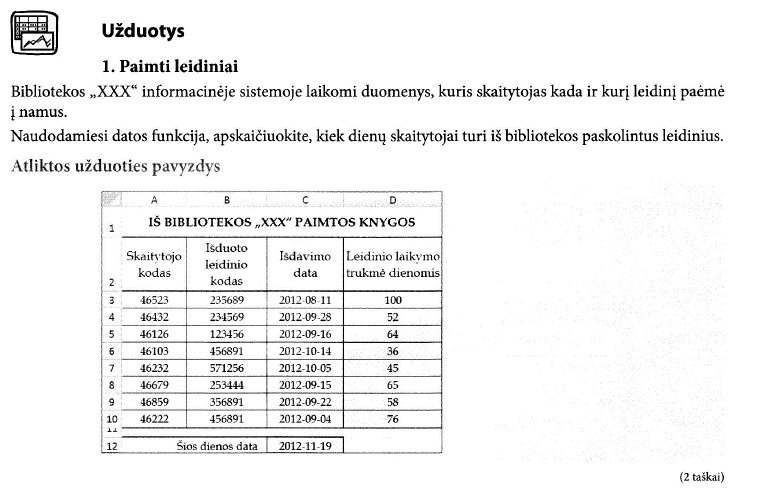 Užduotys
1. Paimti leidiniai
Bibliotekos „XXX“ informacinėje sistemoje laikomi duomenys, kuris skaitytojas kada ir kurį leidinį paėmė
į namus.
Naudodamiesi datos funkcija, apskaičiuokite, kiek dienų skaitytojai turi iš bibliotekos paskolintus leidinius.
Atliktos užduoties pavyzdys
A B C D
1 IŠ BIBLIOTEKOS „XXX“ PAIMTOS KNYGOS
2 Skaitytojo kodas Išduoto leidinio kodas Išdavimo data Leidinio laikymo trukmė dienomis
3 46523 235689 2012-08-11 100
4 46432 234569 2012-09-28 52
5 46126 123456 2012-09-16 64
6 46103 456891 2012-10-14 36
7 46232 571256 2012-10-05 45
8 46679 253444 2012-09-15 65
9 46859 356891 2012-09-22 58
10 46222 456891 2012-09-04 76
11
12 Šios dienos data 2012-11-19
(2 taškai)